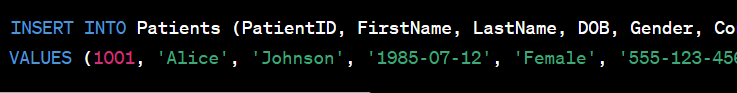 INSERT INTO Patients (PatientID, FirstName, LastName, DOB, Gender, Co
VALUES (1001, 'Alice', 'Johnson', '1985-07-12', 'Female', '555-123-456